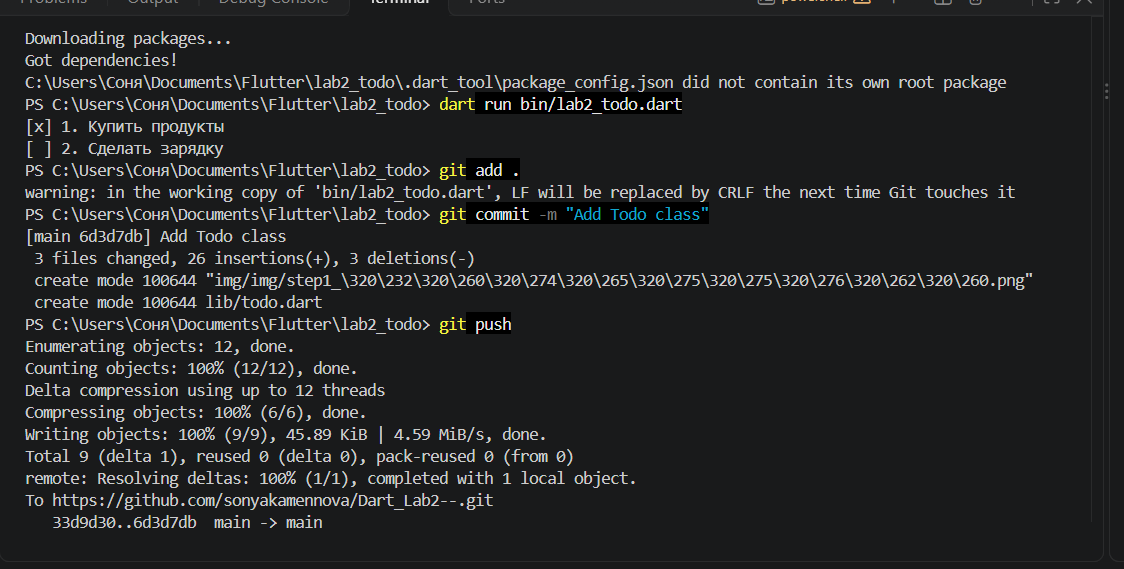 Problems Output Debug Console Terminal Ports
Downloading packages...
Got dependencies!
C:\Users\Соня\Documents\Flutter\lab2_todo\.dart_tool\package_config.json did not contain its own root package
PS C:\Users\Соня\Documents\Flutter\lab2_todo> dart run bin/lab2_todo.dart
[x] 1. Купить продукты
[ ] 2. Сделать зарядку
PS C:\Users\Соня\Documents\Flutter\lab2_todo> git add .
warning: in the working copy of 'bin/lab2_todo.dart', LF will be replaced by CRLF the next time Git touches it
PS C:\Users\Соня\Documents\Flutter\lab2_todo> git commit -m "Add Todo class"
[main 6d3d7db] Add Todo class
 3 files changed, 26 insertions(+), 3 deletions(-)
 create mode 100644 "img/img/step1_\320\232\320\260\320\274\320\265\320\275\320\275\320\276\320\262\320\260.png"
 create mode 100644 lib/todo.dart
PS C:\Users\Соня\Documents\Flutter\lab2_todo> git push
Enumerating objects: 12, done.
Counting objects: 100% (12/12), done.
Delta compression using up to 12 threads
Compressing objects: 100% (6/6), done.
Writing objects: 100% (9/9), 45.89 KiB | 4.59 MiB/s, done.
Total 9 (delta 1), reused 0 (delta 0), pack-reused 0 (from 0)
remote: Resolving deltas: 100% (1/1), completed with 1 local object.
To https://github.com/sonyakamennova/Dart_Lab2--.git
   33d9d30..6d3d7db  main -> main